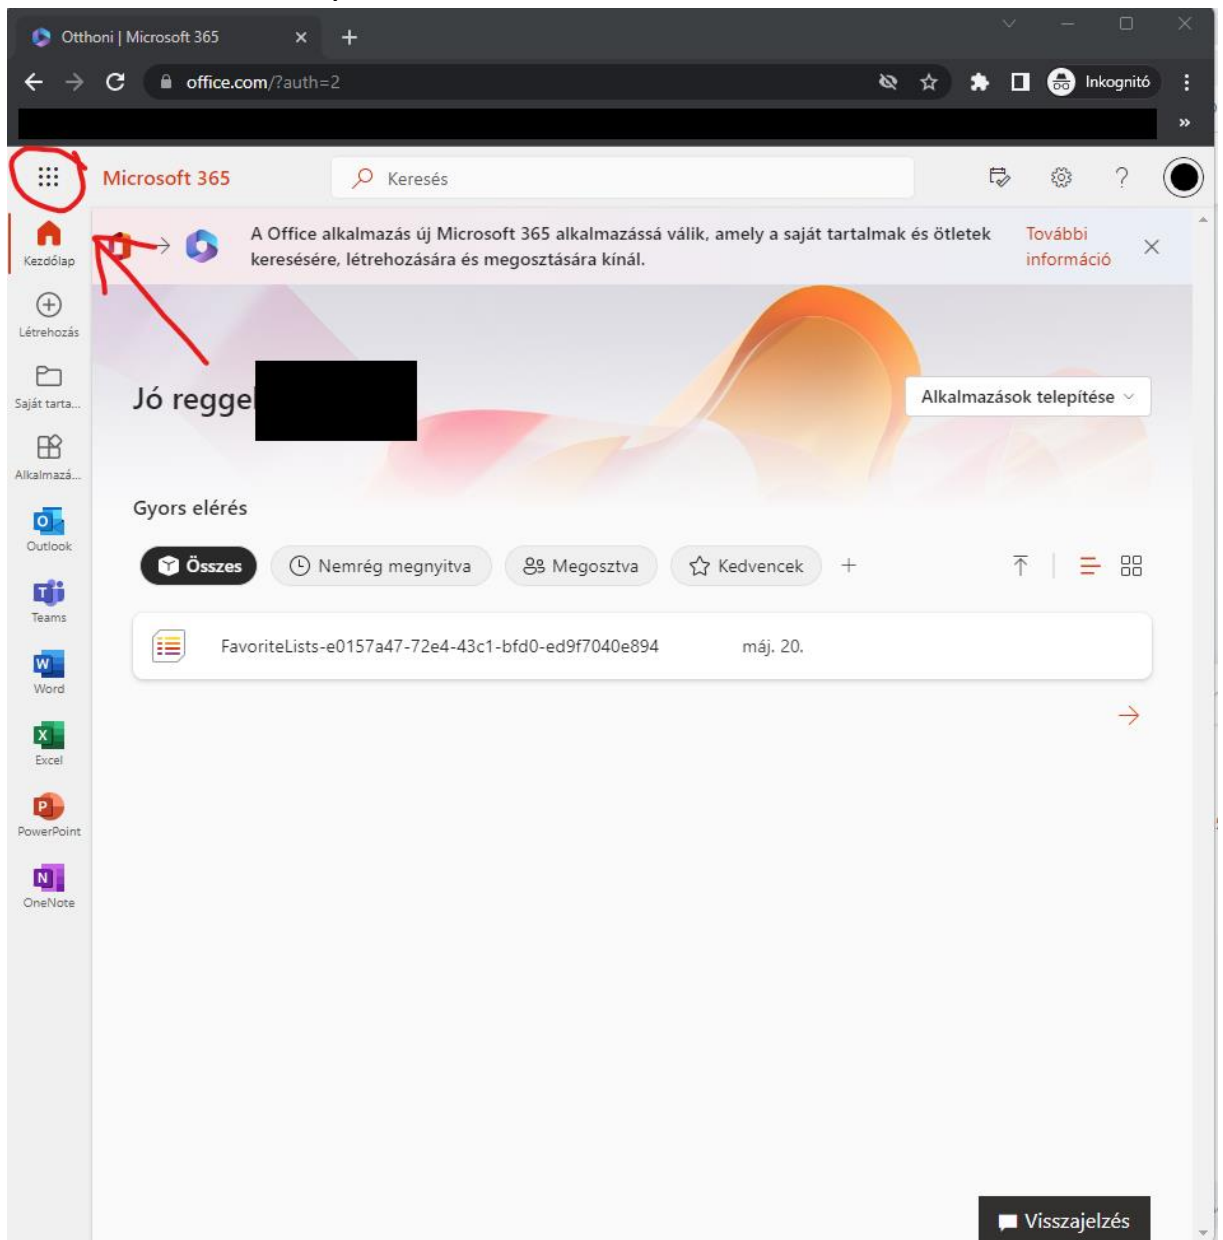 Otthoni | Microsoft 365
office.com/?auth=2
Inkognitó
Microsoft 365
Keresés
A Office alkalmazás új Microsoft 365 alkalmazássá válik, amely a saját tartalmak és ötletek
keresésére, létrehozására és megosztására kínál.
További
információ
Kezdőlap
Létrehozás
Saját tarta...
Alkalmazá...
Outlook
Teams
Word
Excel
PowerPoint
OneNote
Jó reggel
Alkalmazások telepítése
Gyors elérés
Összes
Nemrég megnyitva
Megosztva
Kedvencek
FavoriteLists-e0157a47-72e4-43c1-bfd0-ed9f7040e894
máj. 20.
Visszajelzés